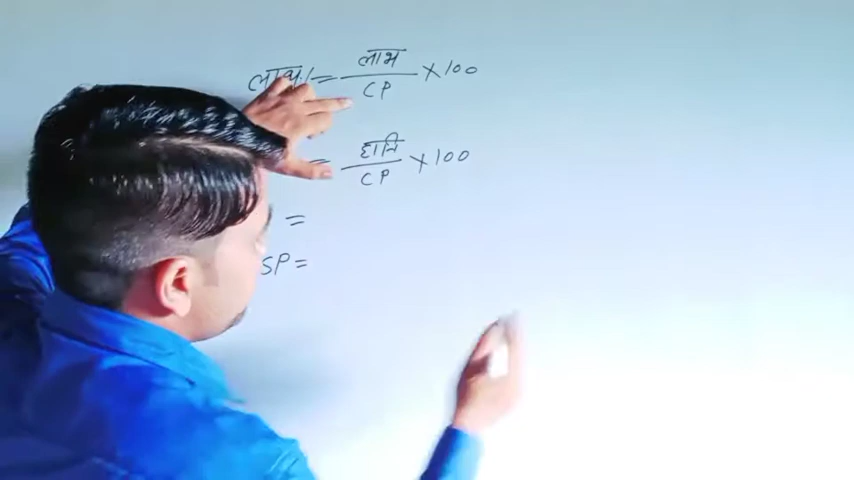 लाभ% = लाभ/CP × 100
= हानि/CP × 100
=
SP =